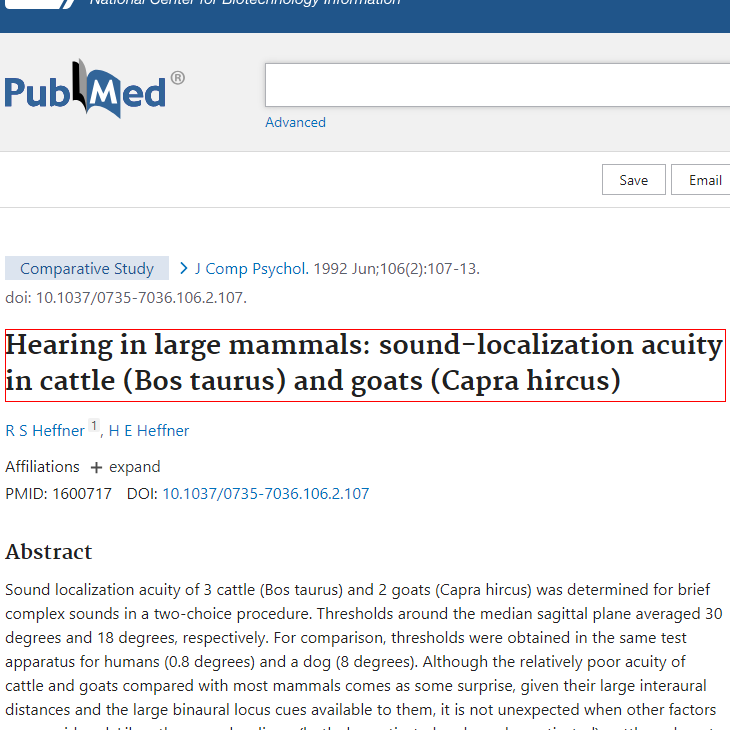 National Center for Biotechnology Information
PubMed®
Advanced
Save Email
Comparative Study > J Comp Psychol. 1992 Jun;106(2):107-13.
doi: 10.1037/0735-7036.106.2.107.
Hearing in large mammals: sound-localization acuity
in cattle (Bos taurus) and goats (Capra hircus)
R S Heffner 1, H E Heffner
Affiliations + expand
PMID: 1600717 DOI: 10.1037/0735-7036.106.2.107
Abstract
Sound localization acuity of 3 cattle (Bos taurus) and 2 goats (Capra hircus) was determined for brief
complex sounds in a two-choice procedure. Thresholds around the median sagittal plane averaged 30
degrees and 18 degrees, respectively. For comparison, thresholds were obtained in the same test
apparatus for humans (0.8 degrees) and a dog (8 degrees). Although the relatively poor acuity of
cattle and goats compared with most mammals comes as some surprise, given their large interaural
distances and the large binaural locus cues available to them, it is not unexpected when other factors